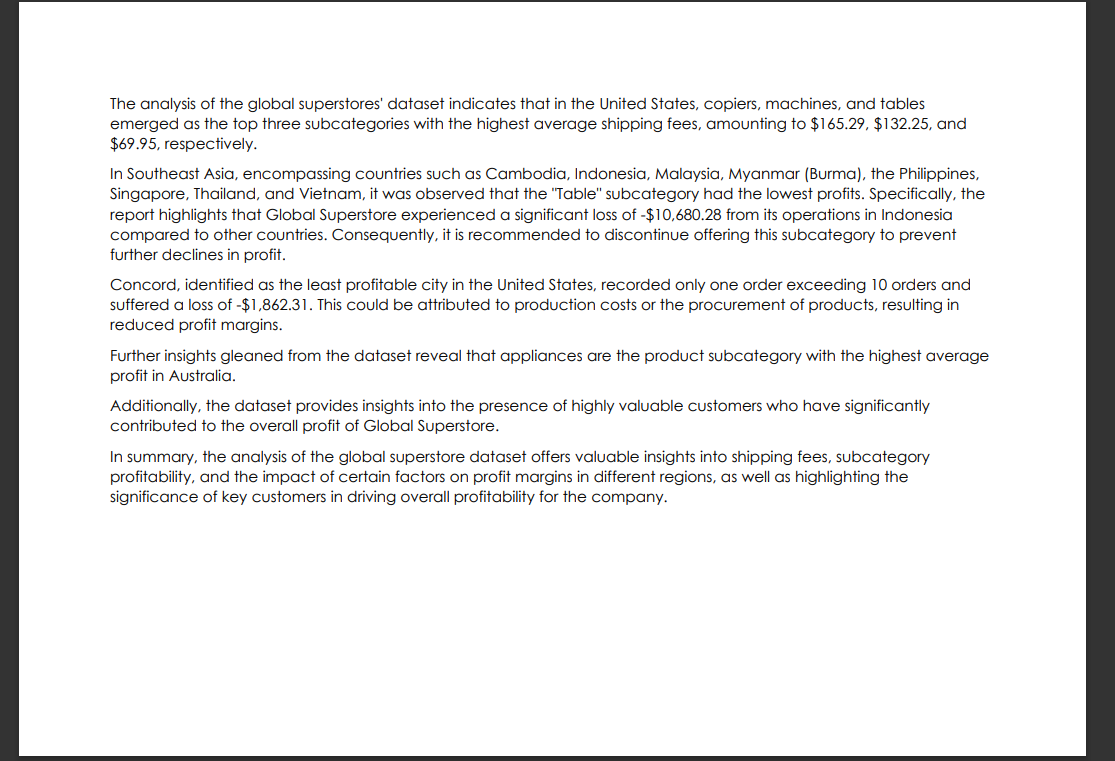 The analysis of the global superstores' dataset indicates that in the United States, copiers, machines, and tables
emerged as the top three subcategories with the highest average shipping fees, amounting to $165.29, $132.25, and
$69.95, respectively.
In Southeast Asia, encompassing countries such as Cambodia, Indonesia, Malaysia, Myanmar (Burma), the Philippines,
Singapore, Thailand, and Vietnam, it was observed that the "Table" subcategory had the lowest profits. Specifically, the
report highlights that Global Superstore experienced a significant loss of -$10,680.28 from its operations in Indonesia
compared to other countries. Consequently, it is recommended to discontinue offering this subcategory to prevent
further declines in profit.
Concord, identified as the least profitable city in the United States, recorded only one order exceeding 10 orders and
suffered a loss of -$1,862.31. This could be attributed to production costs or the procurement of products, resulting in
reduced profit margins.
Further insights gleaned from the dataset reveal that appliances are the product subcategory with the highest average
profit in Australia.
Additionally, the dataset provides insights into the presence of highly valuable customers who have significantly
contributed to the overall profit of Global Superstore.
In summary, the analysis of the global superstore dataset offers valuable insights into shipping fees, subcategory
profitability, and the impact of certain factors on profit margins in different regions, as well as highlighting the
significance of key customers in driving overall profitability for the company.